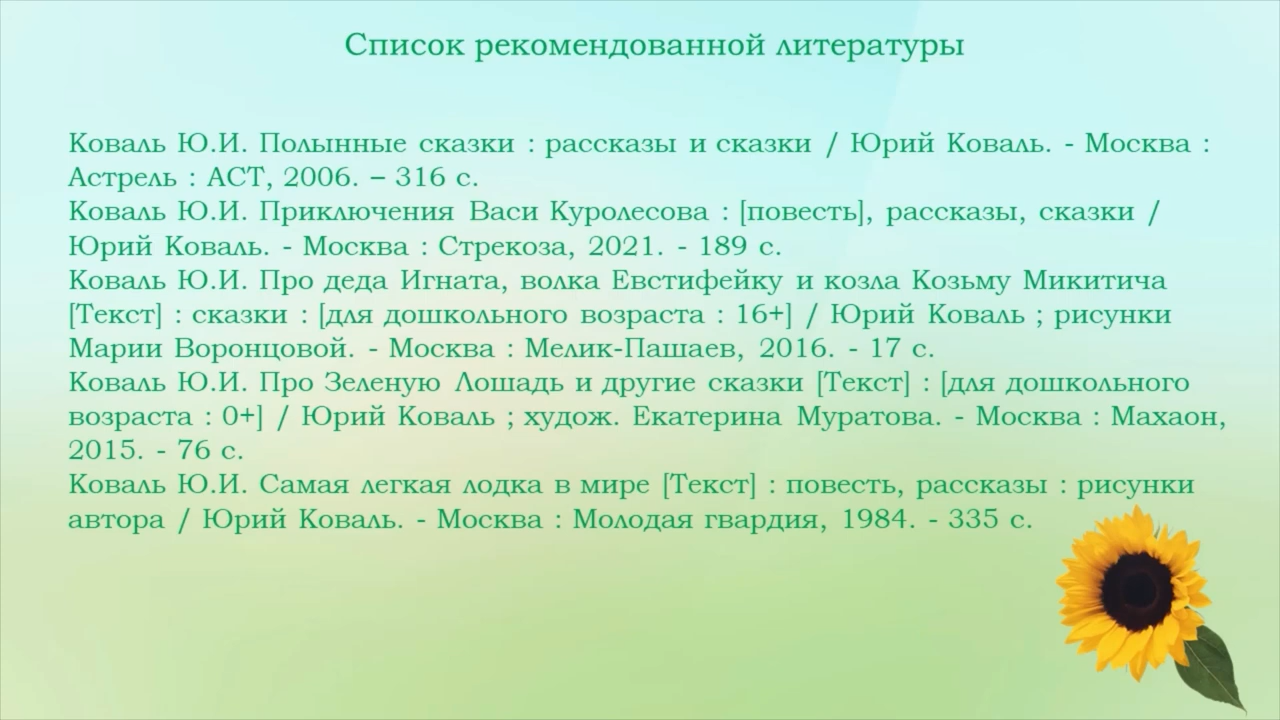 Список рекомендованной литературы
Коваль Ю.И. Полынные сказки : рассказы и сказки / Юрий Коваль. - Москва :
Астрель : АСТ, 2006. – 316 с.
Коваль Ю.И. Приключения Васи Куролесова : [повесть], рассказы, сказки /
Юрий Коваль. - Москва : Стрекоза, 2021. - 189 с.
Коваль Ю.И. Про деда Игната, волка Евстифейку и козла Козьму Микитича
[Текст] : сказки : [для дошкольного возраста : 16+] / Юрий Коваль ; рисунки
Марии Воронцовой. - Москва : Мелик-Пашаев, 2016. - 17 с.
Коваль Ю.И. Про Зеленую Лошадь и другие сказки [Текст] : [для дошкольного
возраста : 0+] / Юрий Коваль ; худож. Екатерина Муратова. - Москва : Махаон,
2015. - 76 с.
Коваль Ю.И. Самая легкая лодка в мире [Текст] : повесть, рассказы : рисунки
автора / Юрий Коваль. - Москва : Молодая гвардия, 1984. - 335 с.